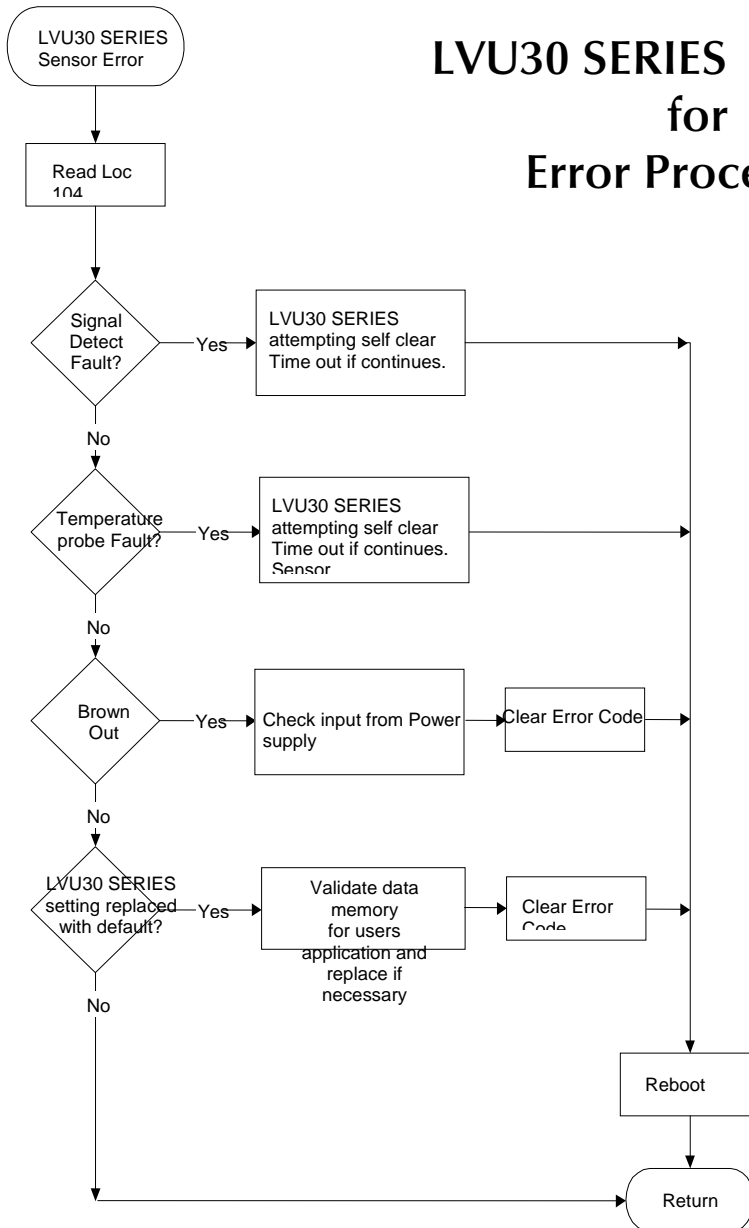 LVU30 SERIES
Sensor Error
LVU30 SERIES
for
Error Proce
Read Loc
104
Signal
Detect
Fault?
Yes
LVU30 SERIES
attempting self clear
Time out if continues.
No
Temperature
probe Fault?
Yes
LVU30 SERIES
attempting self clear
Time out if continues.
Sensor
No
Brown
Out
Yes
Check input from Power
supply
Clear Error Code
No
LVU30 SERIES
setting replaced
with default?
Yes
Validate data
memory
for users
application and
replace if
necessary
Clear Error
Code
No
Reboot
Return